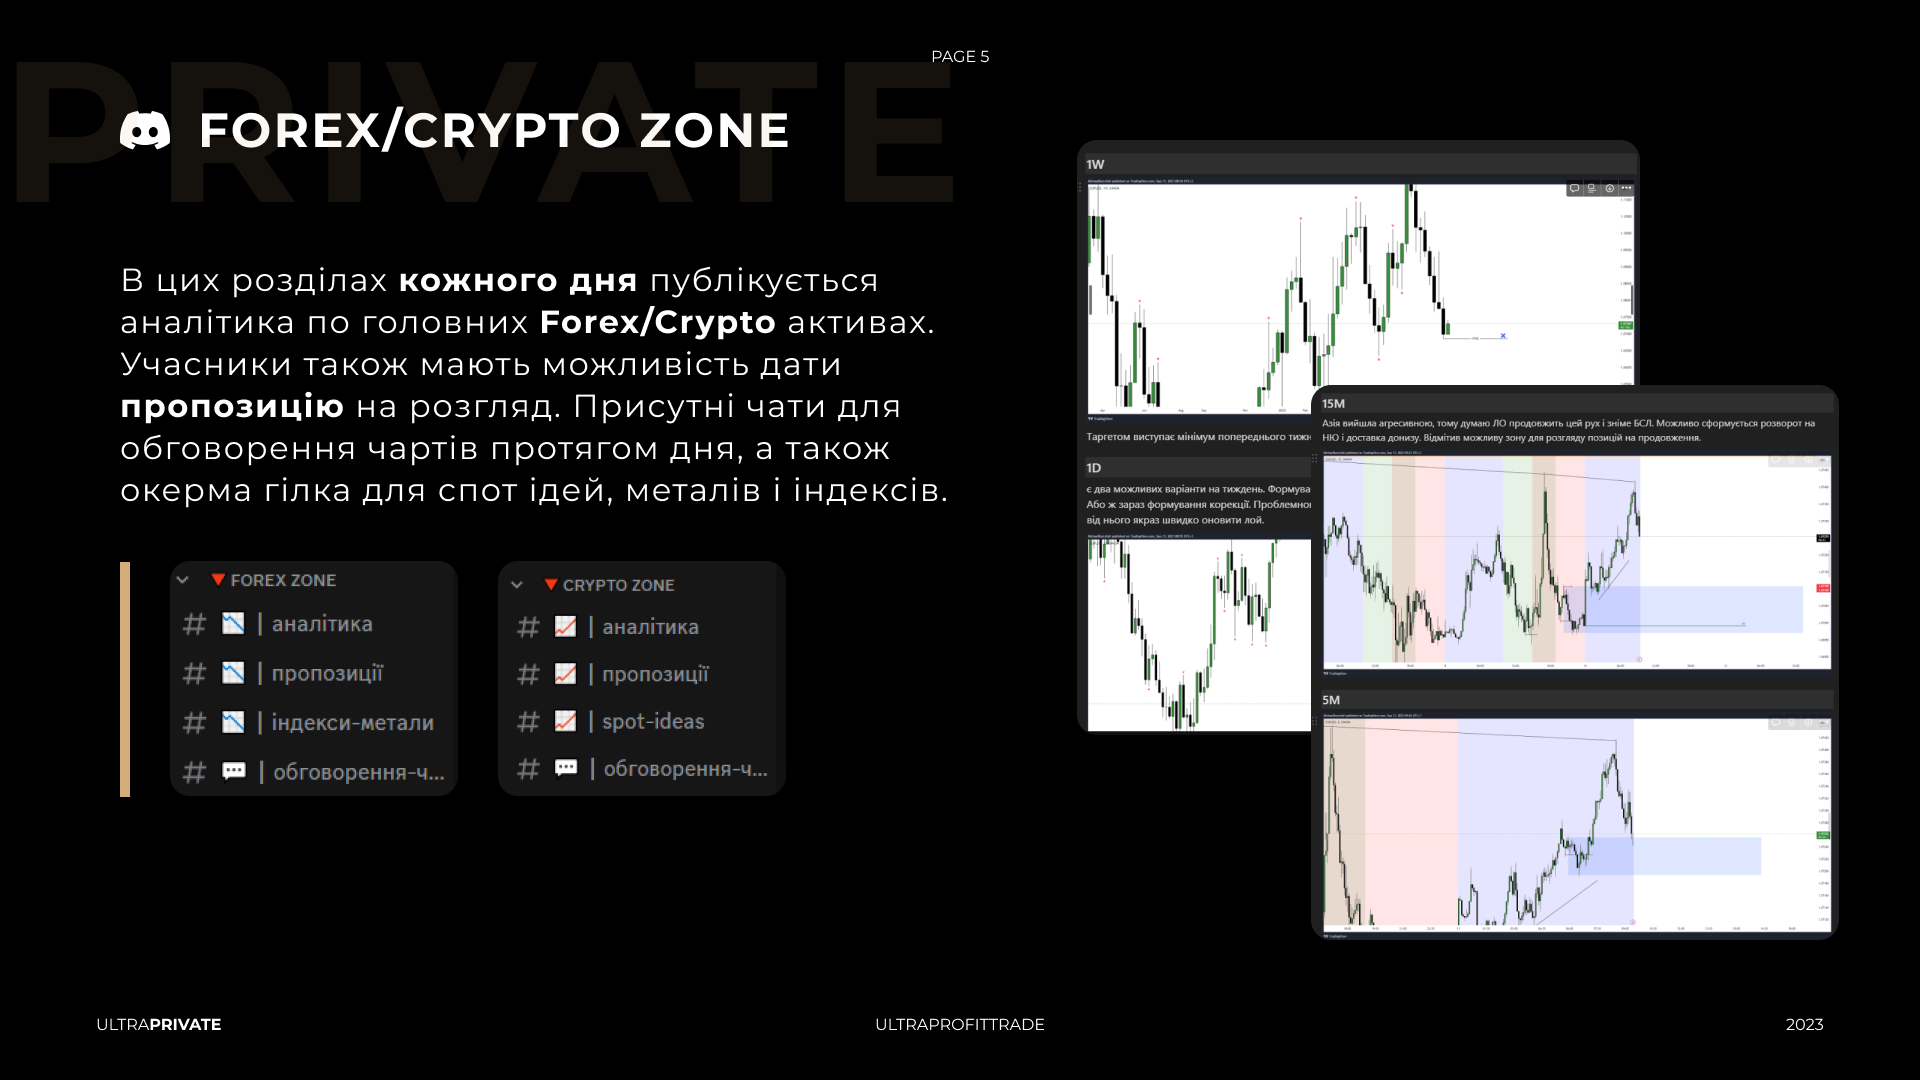 PAGE 5
PRIVATE
FOREX/CRYPTO ZONE
В цих розділах кожного дня публікується
аналітика по головних Forex/Crypto активах.
Учасники також мають можливість дати
пропозицію на розгляд. Присутні чати для
обговорення чартів протягом дня, а також
окерма гілка для спот ідей, металів і індексів.
FOREX ZONE
# | аналітика
# | пропозиції
# | індекси-метали
# | обговорення-ч...
CRYPTO ZONE
# | аналітика
# | пропозиції
# | spot-ideas
# | обговорення-ч...
1W
Таргетом виступає мінімум попереднього тижн
1D
є два можливих варіанти на тиждень. Формува
Або ж зараз формування корекції. Проблемно
від нього якраз швидко оновити лой.
15M
Азія вийшла агресивною, тому думаю ЛО продовжить цей рух і зніме БСЛ. Можливо сформується розворот на
НЮ і доставка донизу. Відмітив можливу зону для розгляду позицій на продовження.
5M
ULTRAPRIVATE
ULTRAPROFITTRADE
2023